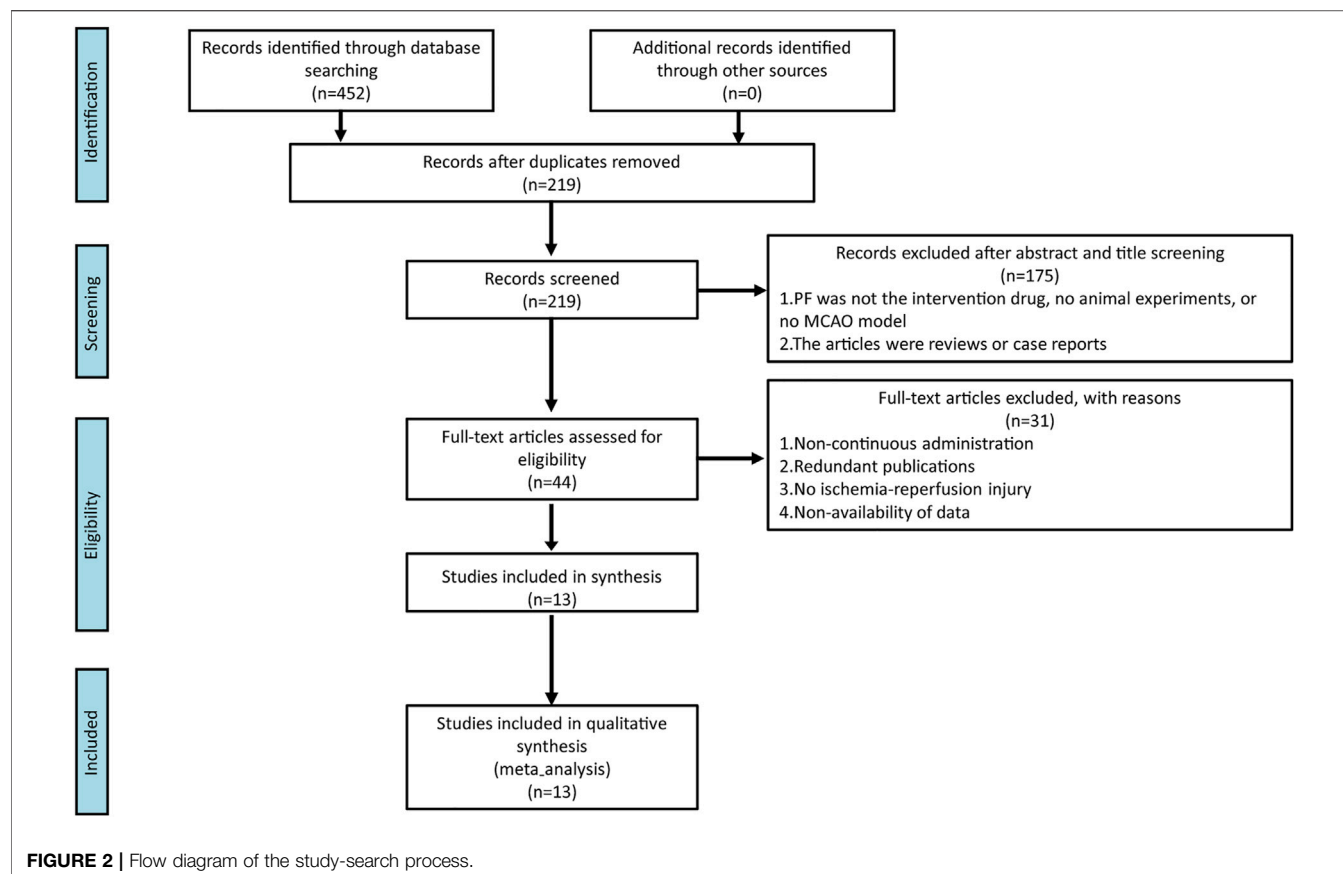 Identification
Records identified through database
searching
(n=452)
Additional records identified
through other sources
(n=0)
Records after duplicates removed
(n=219)
Screening
Records screened
(n=219)
Records excluded after abstract and title screening
(n=175)
1.PF was not the intervention drug, no animal experiments, or
no MCAO model
2.The articles were reviews or case reports
Eligibility
Full-text articles assessed for
eligibility
(n=44)
Full-text articles excluded, with reasons
(n=31)
1.Non-continuous administration
2.Redundant publications
3.No ischemia-reperfusion injury
4.Non-availability of data
Studies included in synthesis
(n=13)
Included
Studies included in qualitative
synthesis
(meta_analysis)
(n=13)
FIGURE 2 | Flow diagram of the study-search process.